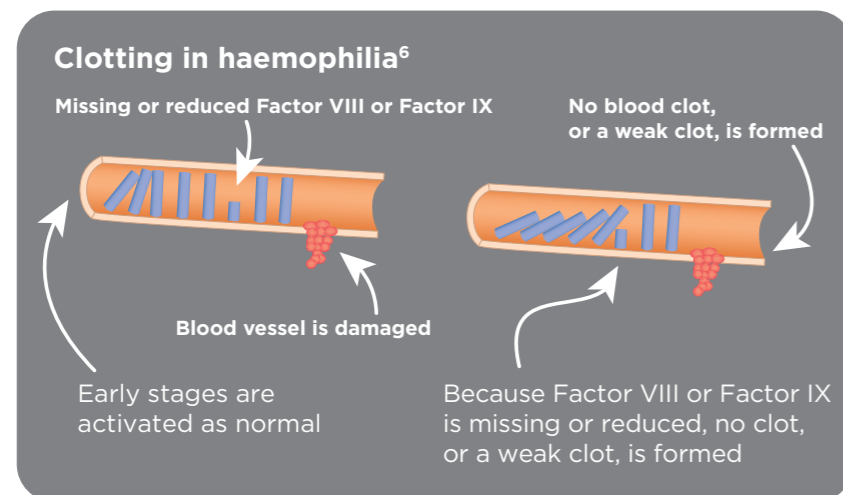 Clotting in haemophilia⁶
Missing or reduced Factor VIII or Factor IX
No blood clot,
or a weak clot, is formed
Blood vessel is damaged
Early stages are
activated as normal
Because Factor VIII or Factor IX
is missing or reduced, no clot,
or a weak clot, is formed